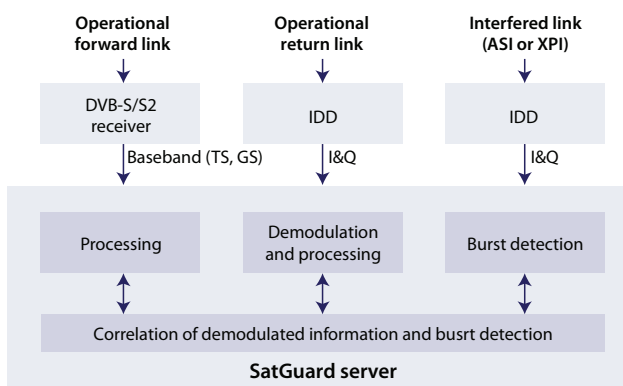 Operational
forward link
Operational
return link
Interfered link
(ASI or XPI)
DVB-S/S2
receiver
IDD
IDD
Baseband (TS, GS)
I&Q
I&Q
Processing
Demodulation
and processing
Burst detection
Correlation of demodulated information and busrt detection
SatGuard server